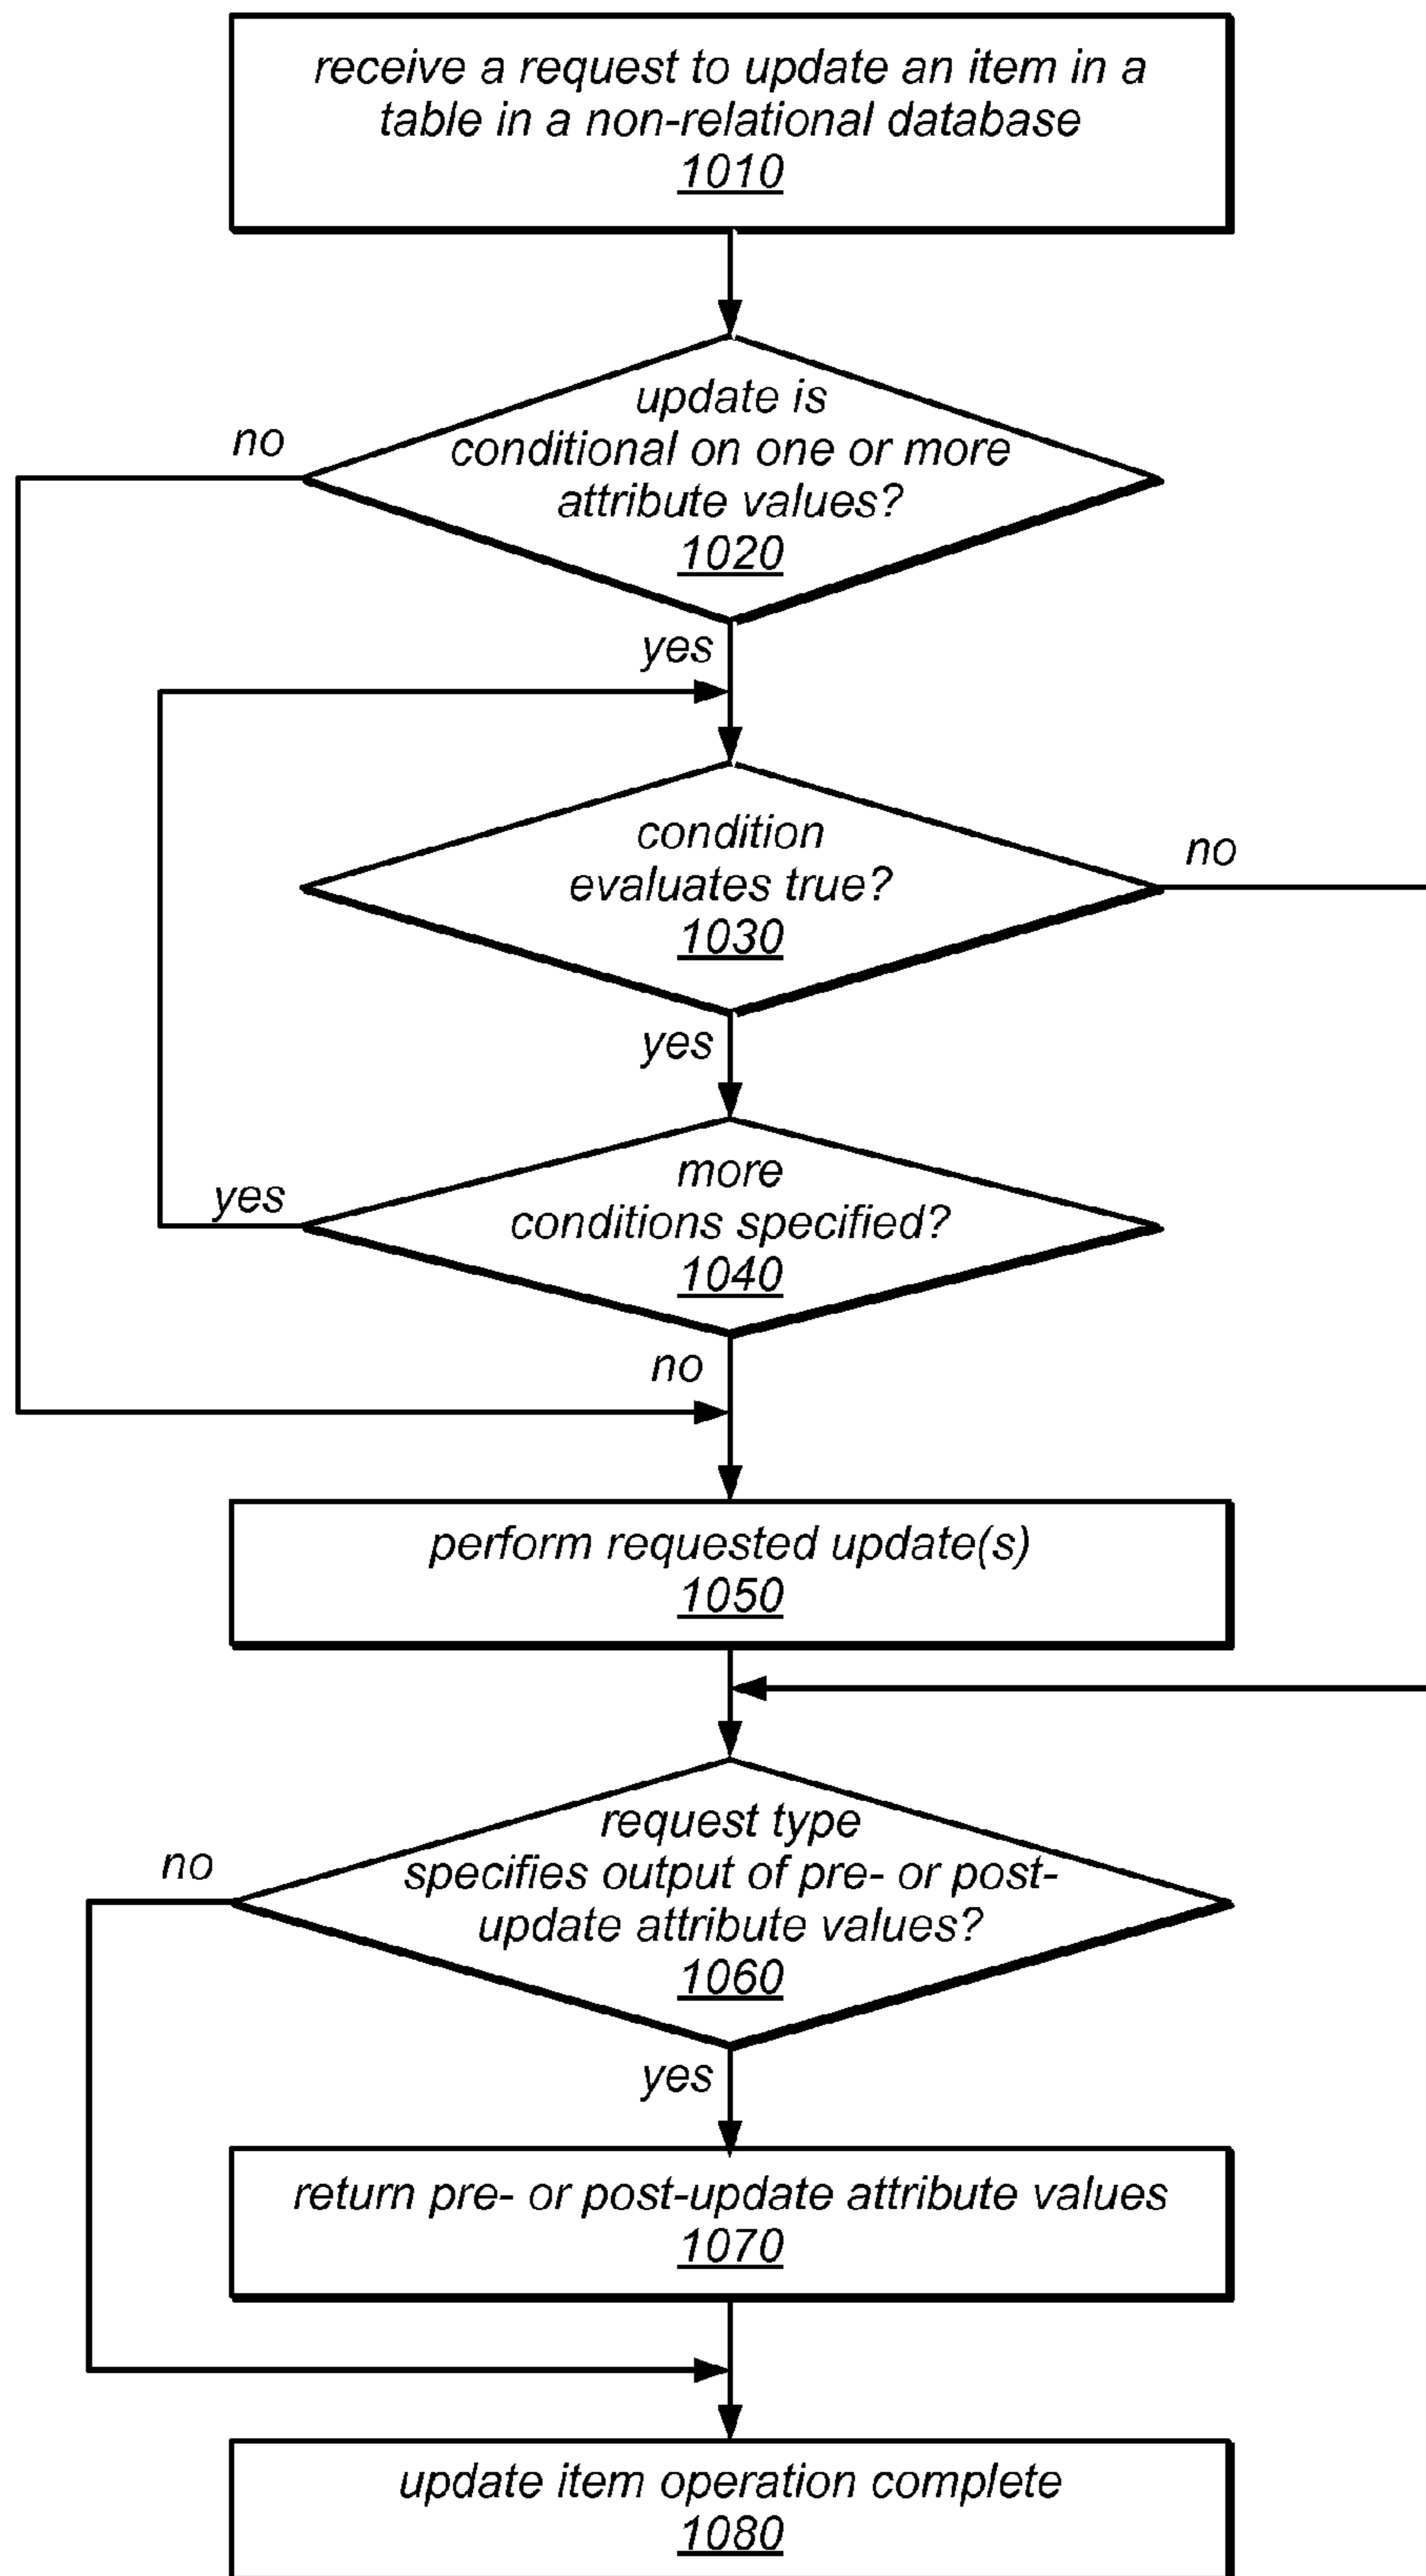 receive a request to update an item in a
table in a non-relational database
1010
update is
conditional on one or more
attribute values?
1020
no
yes
condition
evaluates true?
1030
no
yes
more
conditions specified?
1040
yes
no
perform requested update(s)
1050
request type
specifies output of pre- or post-
update attribute values?
1060
no
yes
return pre- or post-update attribute values
1070
update item operation complete
1080